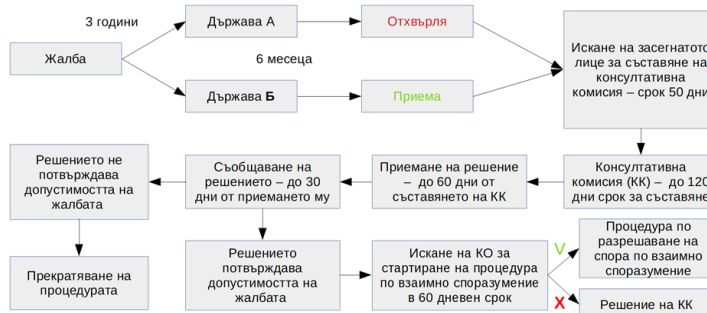 3 години
Жалба
Държава А
Отхвърля
6 месеца
Държава Б
Приема
Искане на засегнатото
лице за съставяне на
консултативна
комисия – срок 50 дни
Консултативна
комисия (КК) – до 120
дни срок за съставяне
Приемане на решение
– до 60 дни от
съставянето на КК
Съобщаване на
решението – до 30
дни от приемането му
Решението не
потвърждава
допустимостта на
жалбата
Прекратяване на
процедурата
Решението
потвърждава
допустимостта на
жалбата
Искане на КО за
стартиране на процедура
по взаимно споразумение
в 60 дневен срок
V
X
Процедура по
разрешаване на
спора по взаимно
споразумение
Решение на КК